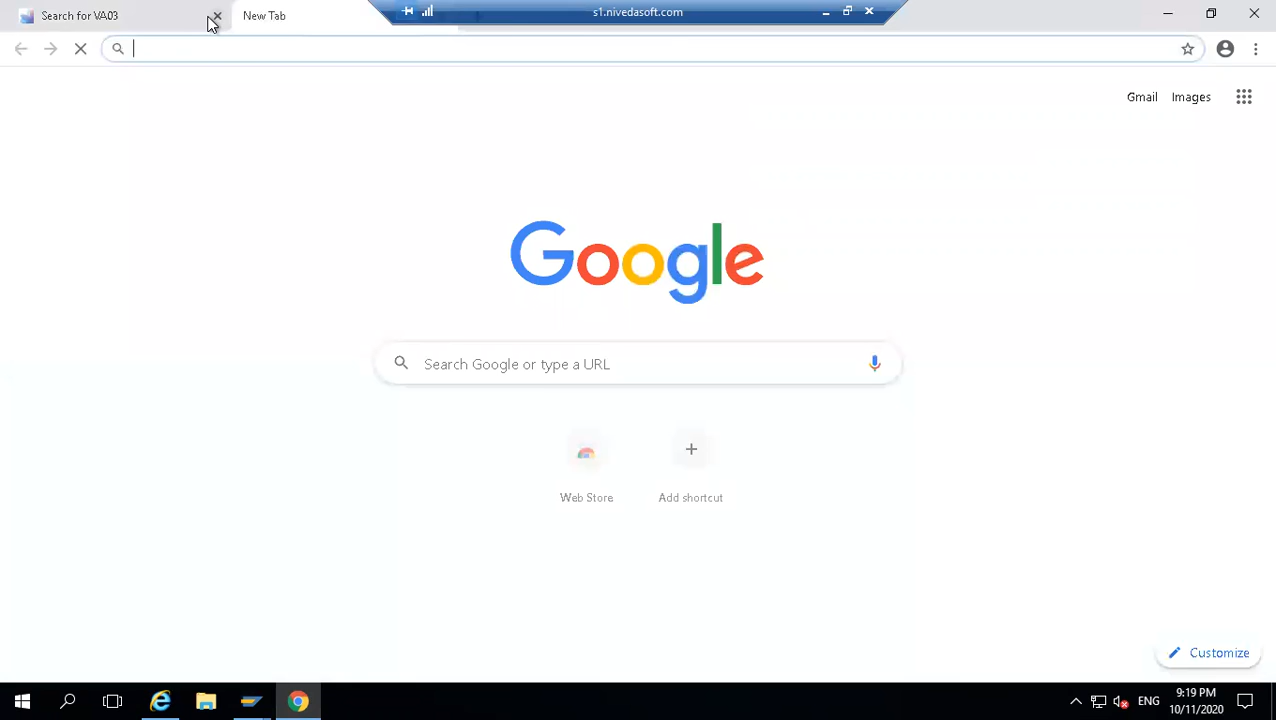 Search for VA03
New Tab
s1.nivedasoft.com
Gmail Images
Google
Search Google or type a URL
Web Store
Add shortcut
Customize
ENG
9:19 PM
10/11/2020